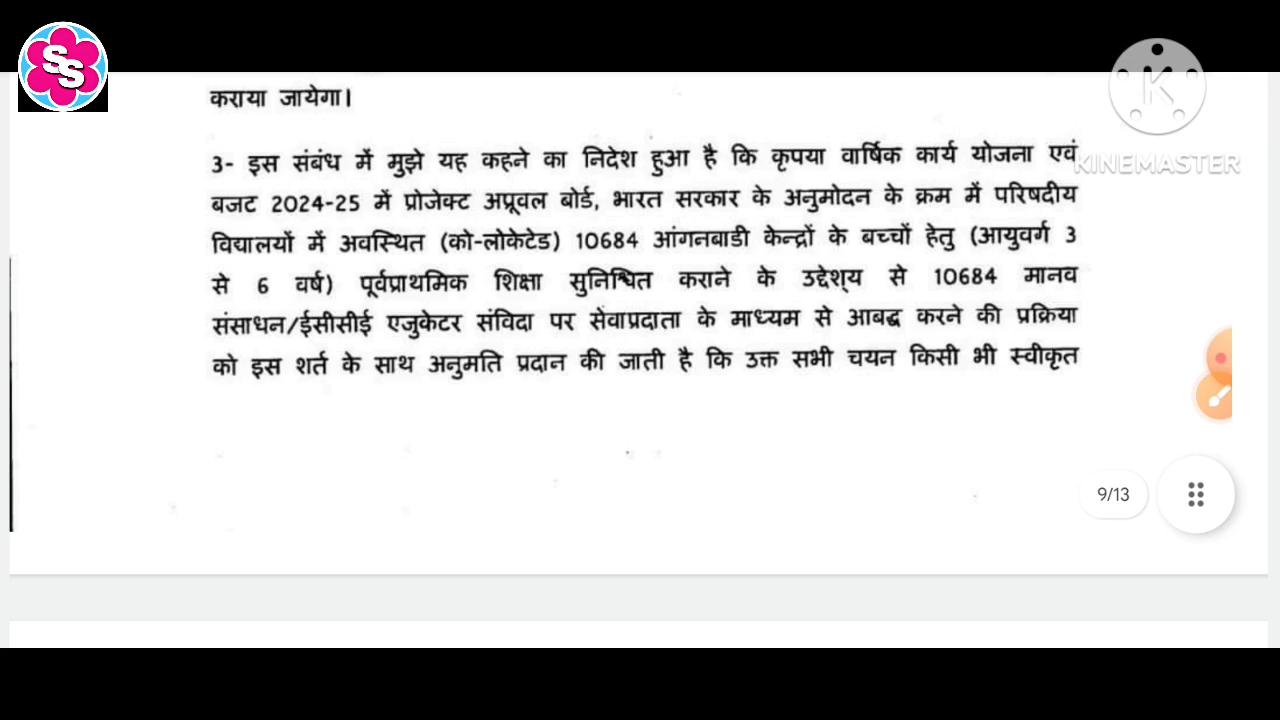 SS
K
KINEMASTER
कराया जायेगा।
3- इस संबंध में मुझे यह कहने का निदेश हुआ है कि कृपया वार्षिक कार्य योजना एवं
बजट 2024-25 में प्रोजेक्ट अप्रूवल बोर्ड, भारत सरकार के अनुमोदन के क्रम में परिषदीय
विद्यालयों में अवस्थित (को-लोकेटेड) 10684 आंगनबाडी केन्द्रों के बच्चों हेतु (आयुवर्ग 3
से 6 वर्ष) पूर्वप्राथमिक शिक्षा सुनिश्चित कराने के उद्देश्य से 10684 मानव
संसाधन/ईसीसीई एजुकेटर संविदा पर सेवाप्रदाता के माध्यम से आबद्ध करने की प्रक्रिया
को इस शर्त के साथ अनुमति प्रदान की जाती है कि उक्त सभी चयन किसी भी स्वीकृत
9/13